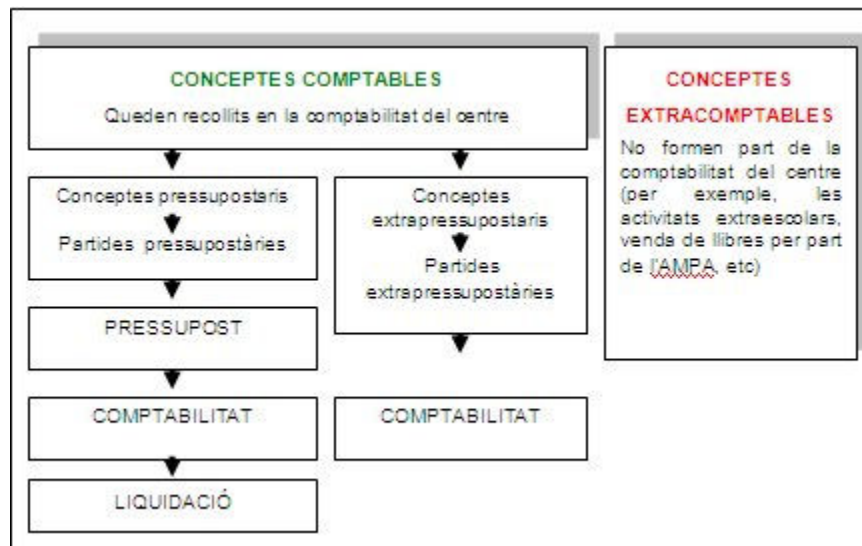 CONCEPTES COMPTABLES
Queden recollits en la comptabilitat del centre
Conceptes pressupostaris
Partides pressupostàries
PRESSUPOST
COMPTABILITAT
LIQUIDACIÓ
Conceptes
extrapressupostaris
Partides
extrapressupostàries
COMPTABILITAT
CONCEPTES
EXTRACOMPTABLES
No formen part de la
comptabilitat del centre
(per exemple, les
activitats extraescolars,
venda de llibres per part
de l'AMPA, etc)